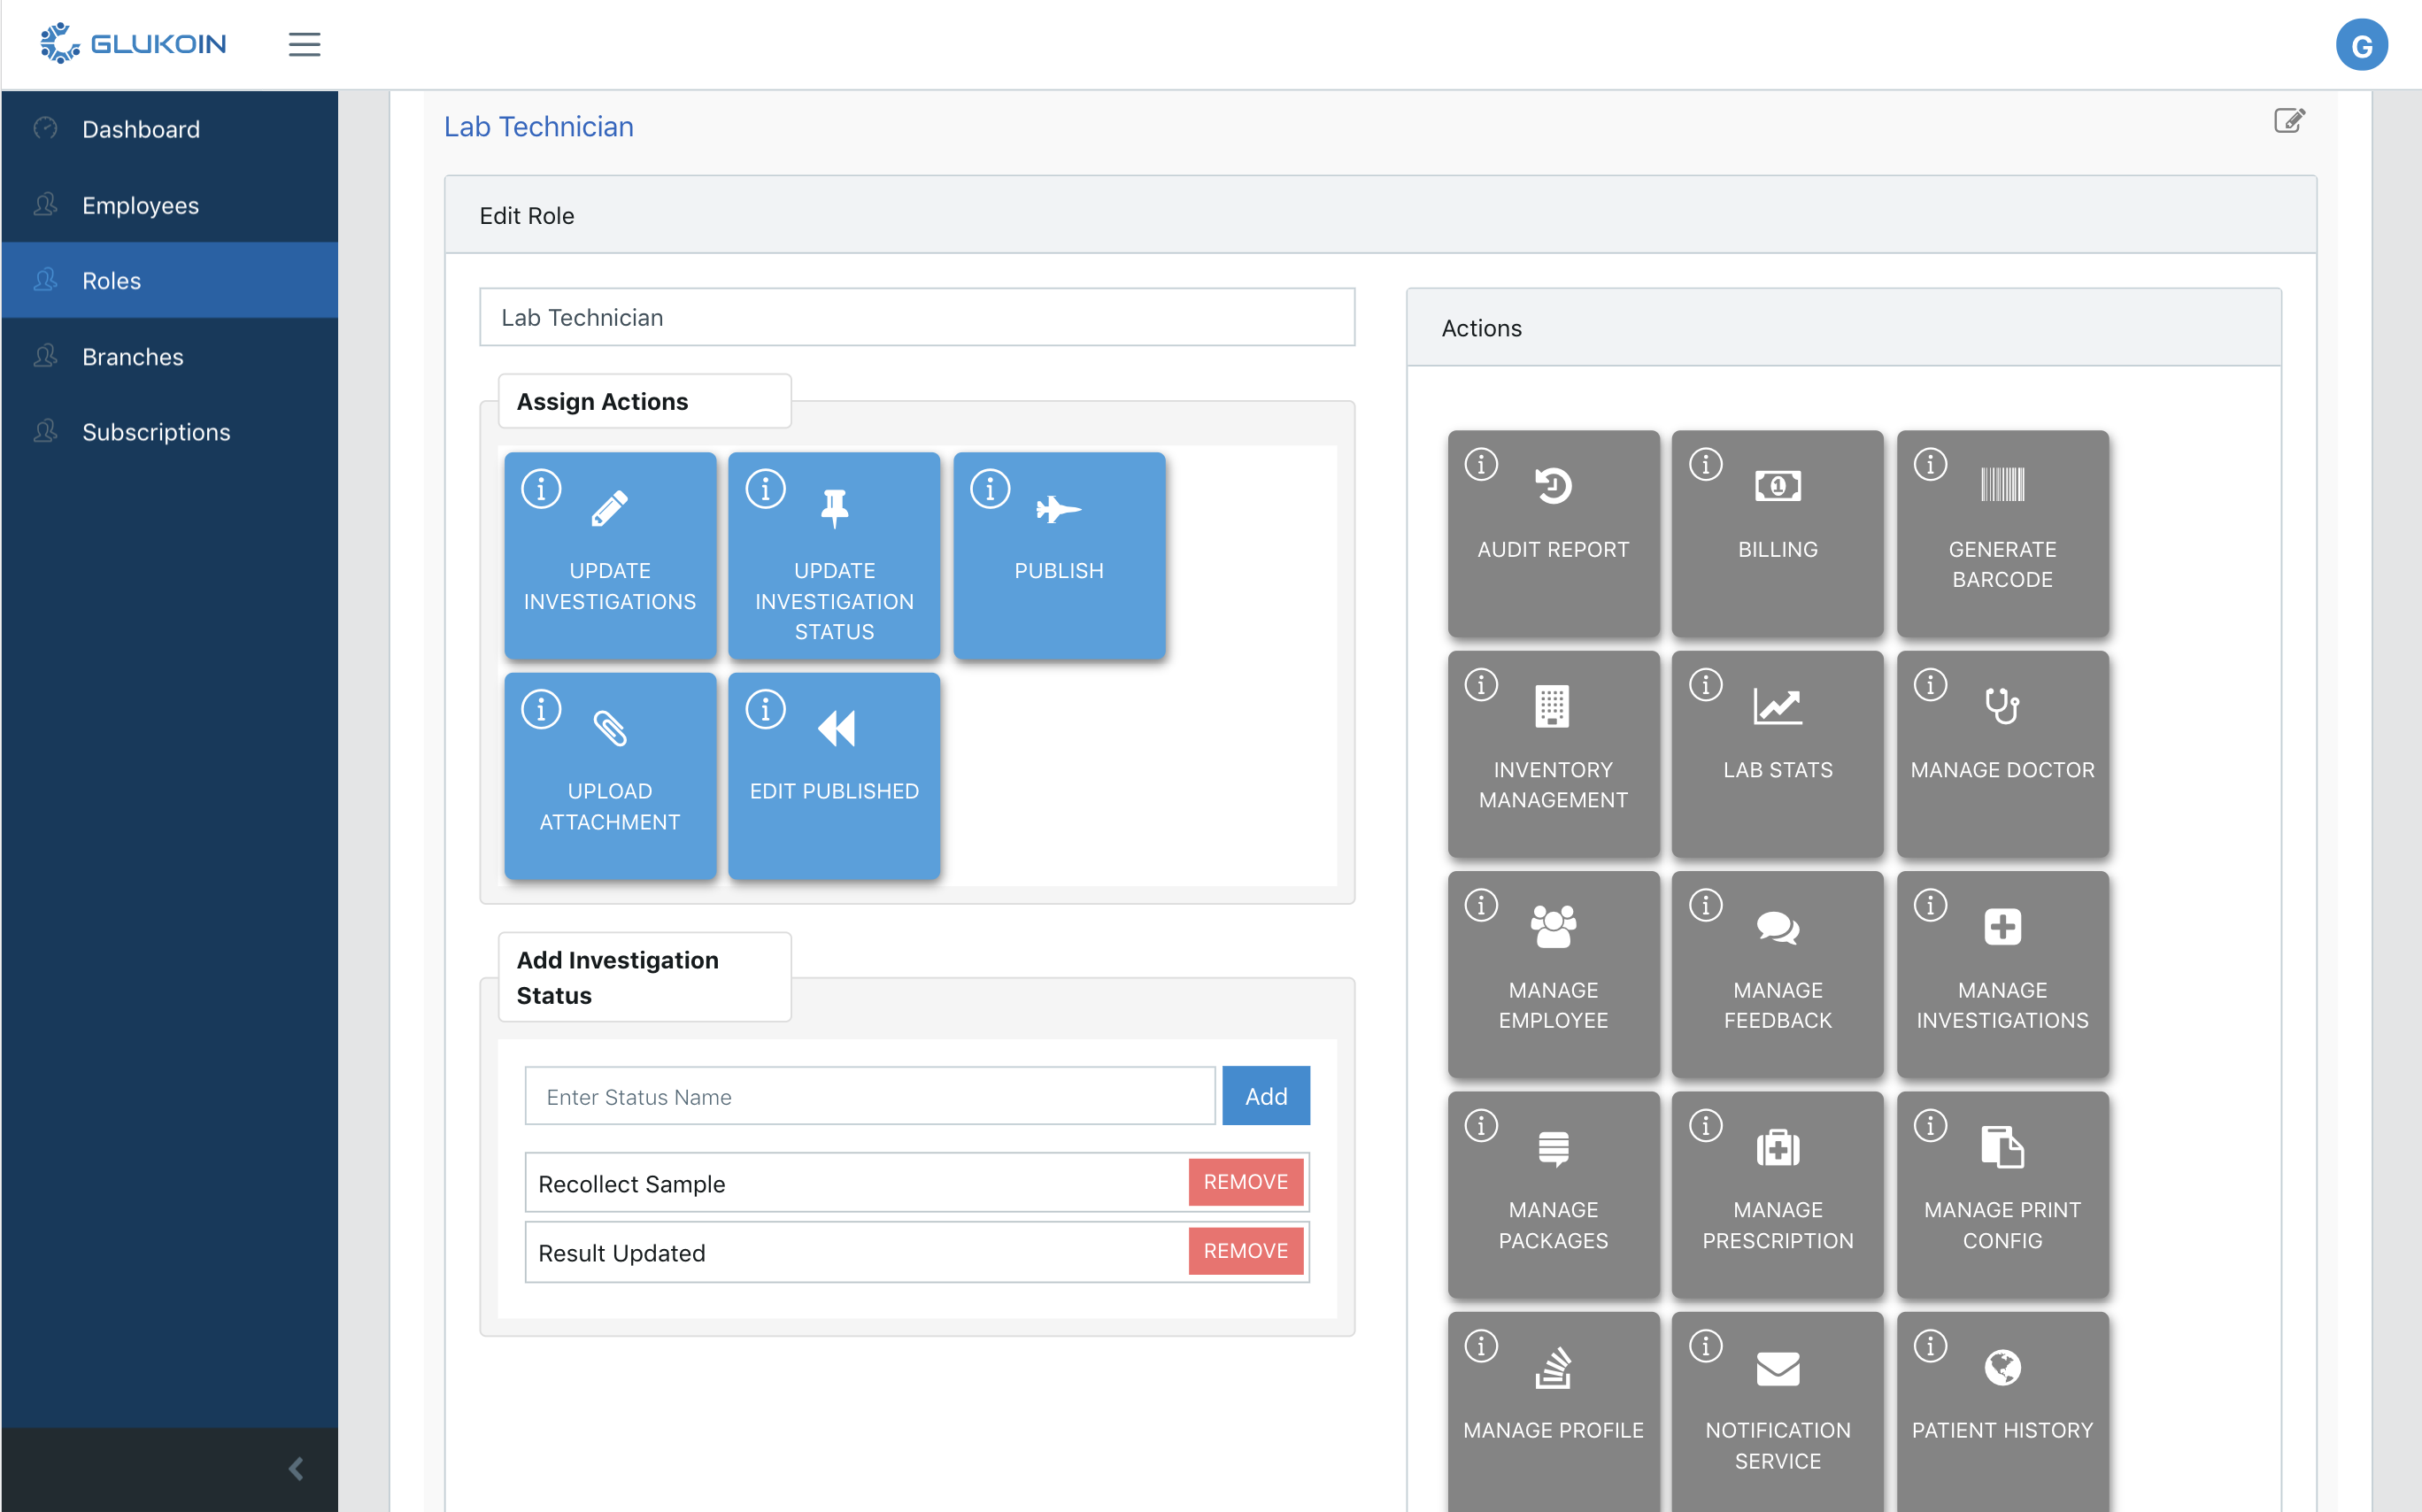 GLUKOIN
G
Dashboard
Employees
Roles
Branches
Subscriptions
Lab Technician
Edit Role
Lab Technician
Assign Actions
UPDATE
INVESTIGATIONS
UPDATE
INVESTIGATION
STATUS
PUBLISH
UPLOAD
ATTACHMENT
EDIT PUBLISHED
Add Investigation
Status
Enter Status Name
Add
Recollect Sample
REMOVE
Result Updated
REMOVE
Actions
AUDIT REPORT
BILLING
GENERATE
BARCODE
INVENTORY
MANAGEMENT
LAB STATS
MANAGE DOCTOR
MANAGE
EMPLOYEE
MANAGE
FEEDBACK
MANAGE
INVESTIGATIONS
MANAGE
PACKAGES
MANAGE
PRESCRIPTION
MANAGE PRINT
CONFIG
MANAGE PROFILE
NOTIFICATION
SERVICE
PATIENT HISTORY